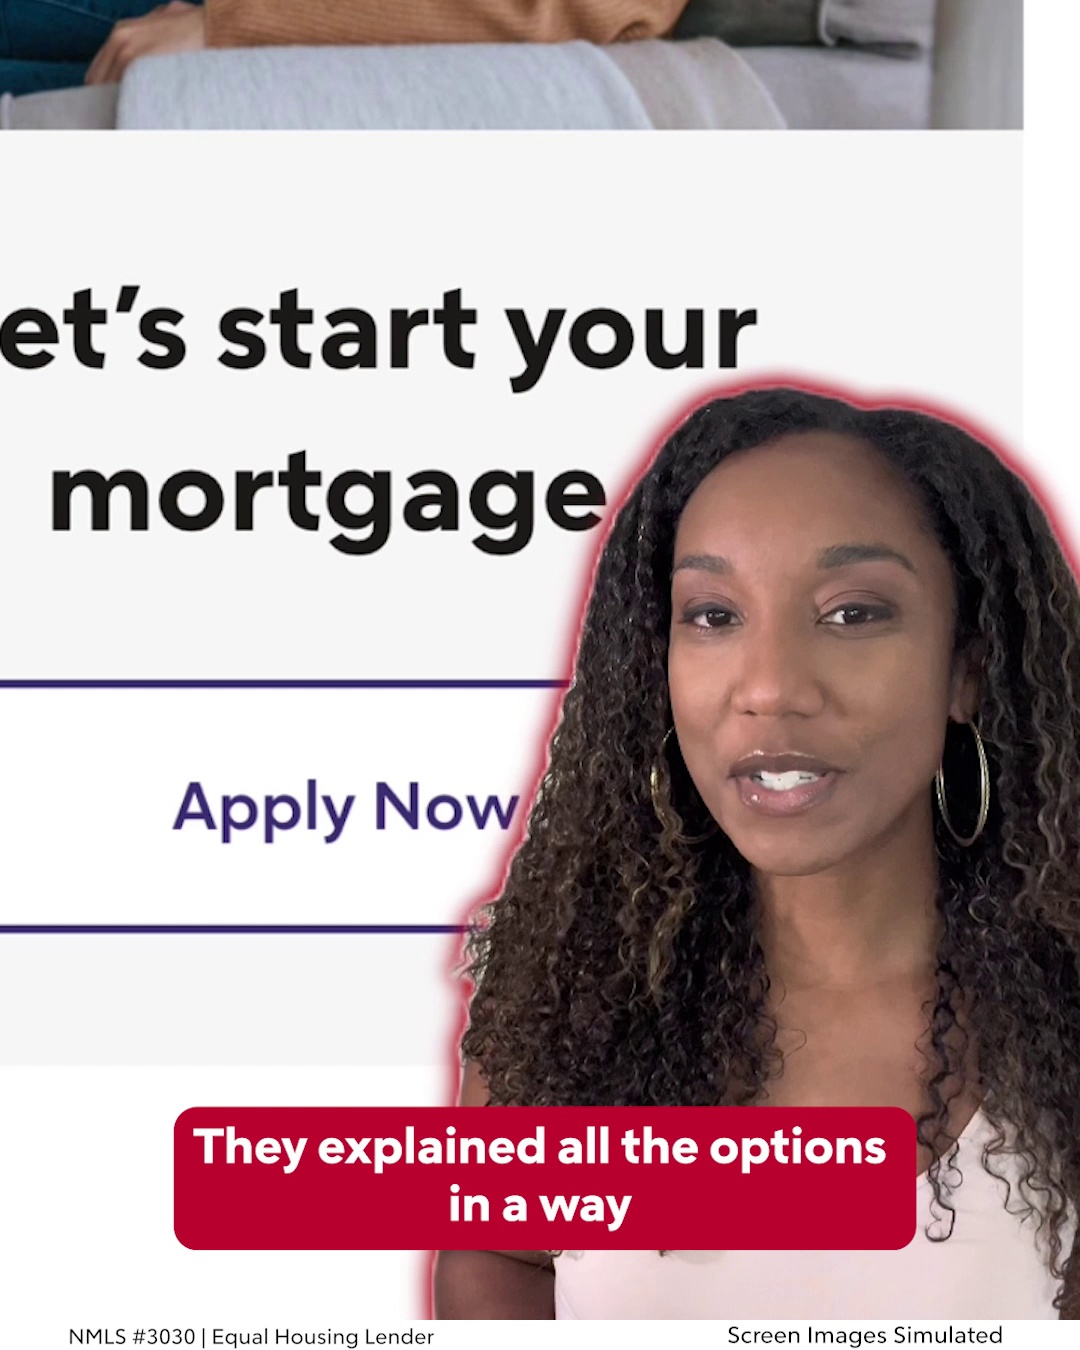 et’s start your
mortgage
Apply Now
They explained all the options
in a way
NMLS #3030 | Equal Housing Lender
Screen Images Simulated